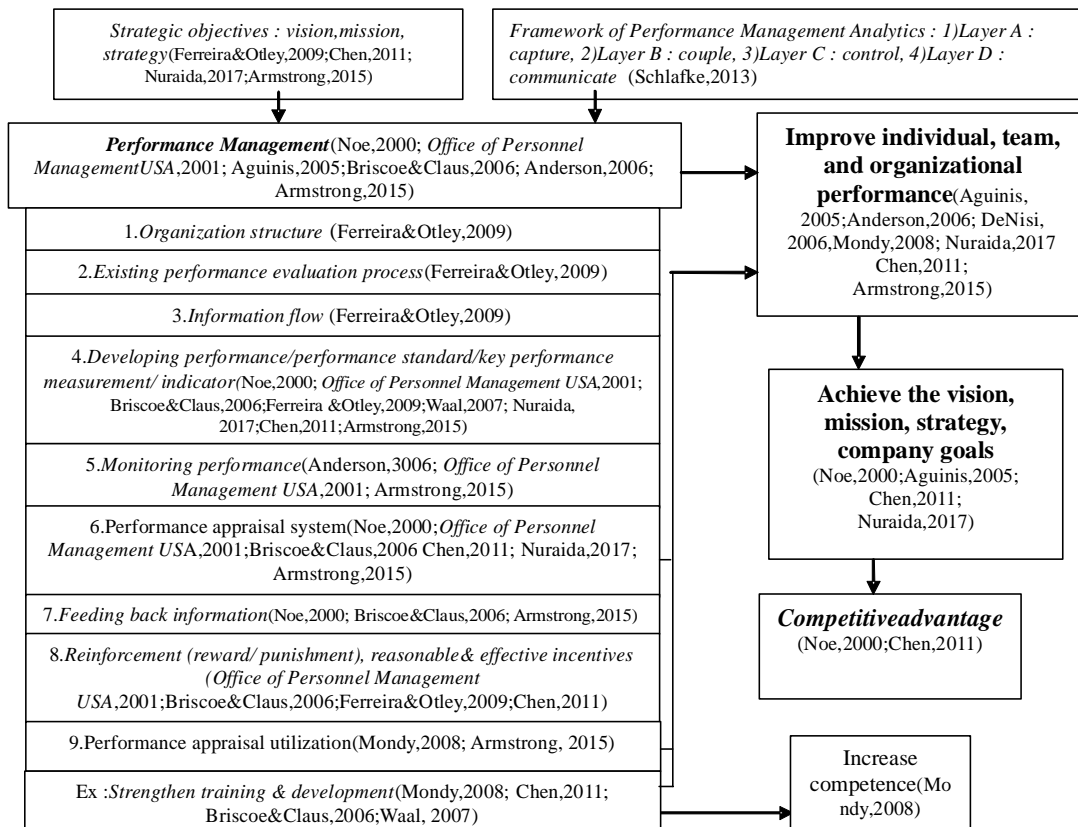 Strategic objectives : vision,mission,
strategy(Ferreira&Otley,2009;Chen,2011;
Nuraida,2017;Armstrong,2015)
Framework of Performance Management Analytics : 1)Layer A :
capture, 2)Layer B : couple, 3)Layer C : control, 4)Layer D :
communicate (Schlafke,2013)
Performance Management(Noe,2000; Office of Personnel
ManagementUSA,2001; Aguinis,2005;Briscoe&Claus,2006; Anderson,2006;
Armstrong,2015)
1.Organization structure (Ferreira&Otley,2009)
2.Existing performance evaluation process(Ferreira&Otley,2009)
3.Information flow (Ferreira&Otley,2009)
4.Developing performance/performance standard/key performance
measurement/ indicator(Noe,2000; Office of Personnel Management USA,2001;
Briscoe&Claus,2006;Ferreira &Otley,2009;Waal,2007; Nuraida,
2017;Chen,2011;Armstrong,2015)
5.Monitoring performance(Anderson,3006; Office of Personnel
Management USA,2001; Armstrong,2015)
6.Performance appraisal system(Noe,2000;Office of Personnel
Management USA,2001;Briscoe&Claus,2006 Chen,2011; Nuraida,2017;
Armstrong,2015)
7.Feeding back information(Noe,2000; Briscoe&Claus,2006; Armstrong,2015)
8.Reinforcement (reward/ punishment), reasonable& effective incentives
(Office of Personnel Management
USA,2001;Briscoe&Claus,2006;Ferreira&Otley,2009;Chen,2011)
9.Performance appraisal utilization(Mondy,2008; Armstrong, 2015)
Ex :Strengthen training & development(Mondy,2008; Chen,2011;
Briscoe&Claus,2006;Waal, 2007)
Improve individual, team,
and organizational
performance(Aguinis,
2005;Anderson,2006; DeNisi,
2006,Mondy,2008; Nuraida,2017
Chen,2011;
Armstrong,2015)
Achieve the vision,
mission, strategy,
company goals
(Noe,2000;Aguinis,2005;
Chen,2011;
Nuraida,2017)
Competitiveadvantage
(Noe,2000;Chen,2011)
Increase
competence(Mo
ndy,2008)